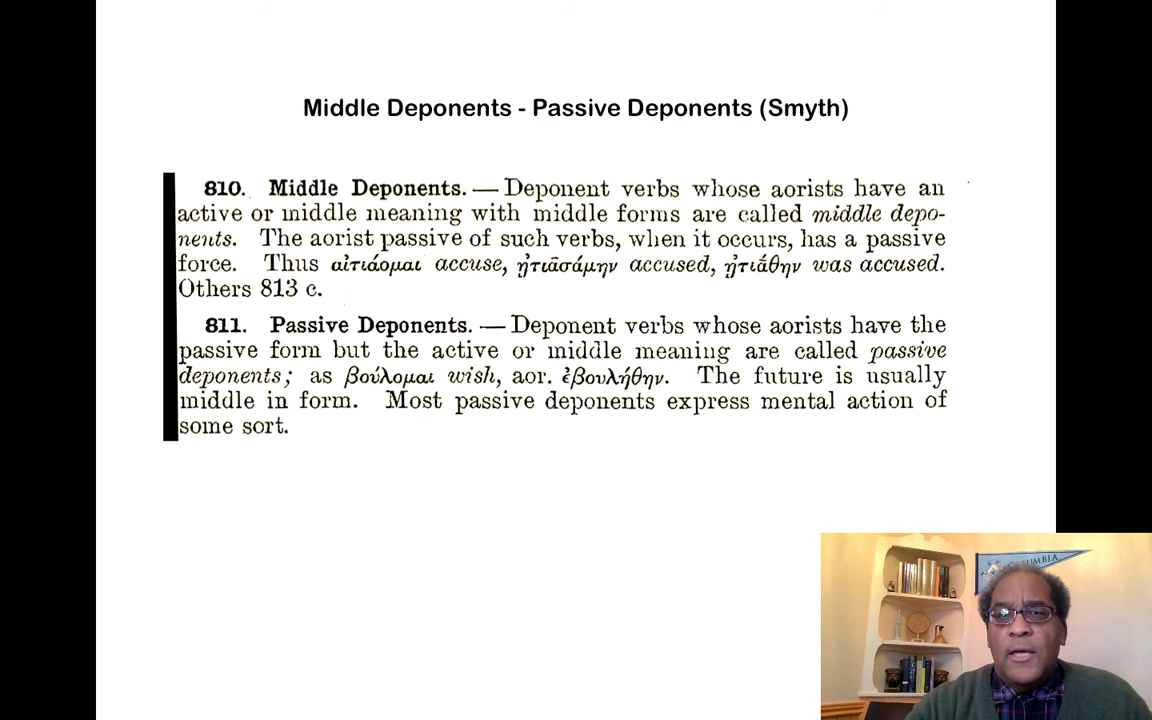 Middle Deponents - Passive Deponents (Smyth)
810. Middle Deponents. — Deponent verbs whose aorists have an
active or middle meaning with middle forms are called middle depo-
nents. The aorist passive of such verbs, when it occurs, has a passive
force. Thus αἰτιάομαι accuse, ᾐτιᾱσάμην accused, ᾐτιά̄θην was accused.
Others 813 c.
811. Passive Deponents. — Deponent verbs whose aorists have the
passive form but the active or middle meaning are called passive
deponents; as βούλομαι wish, aor. ἐβουλήθην. The future is usually
middle in form. Most passive deponents express mental action of
some sort.
COLUMBIA